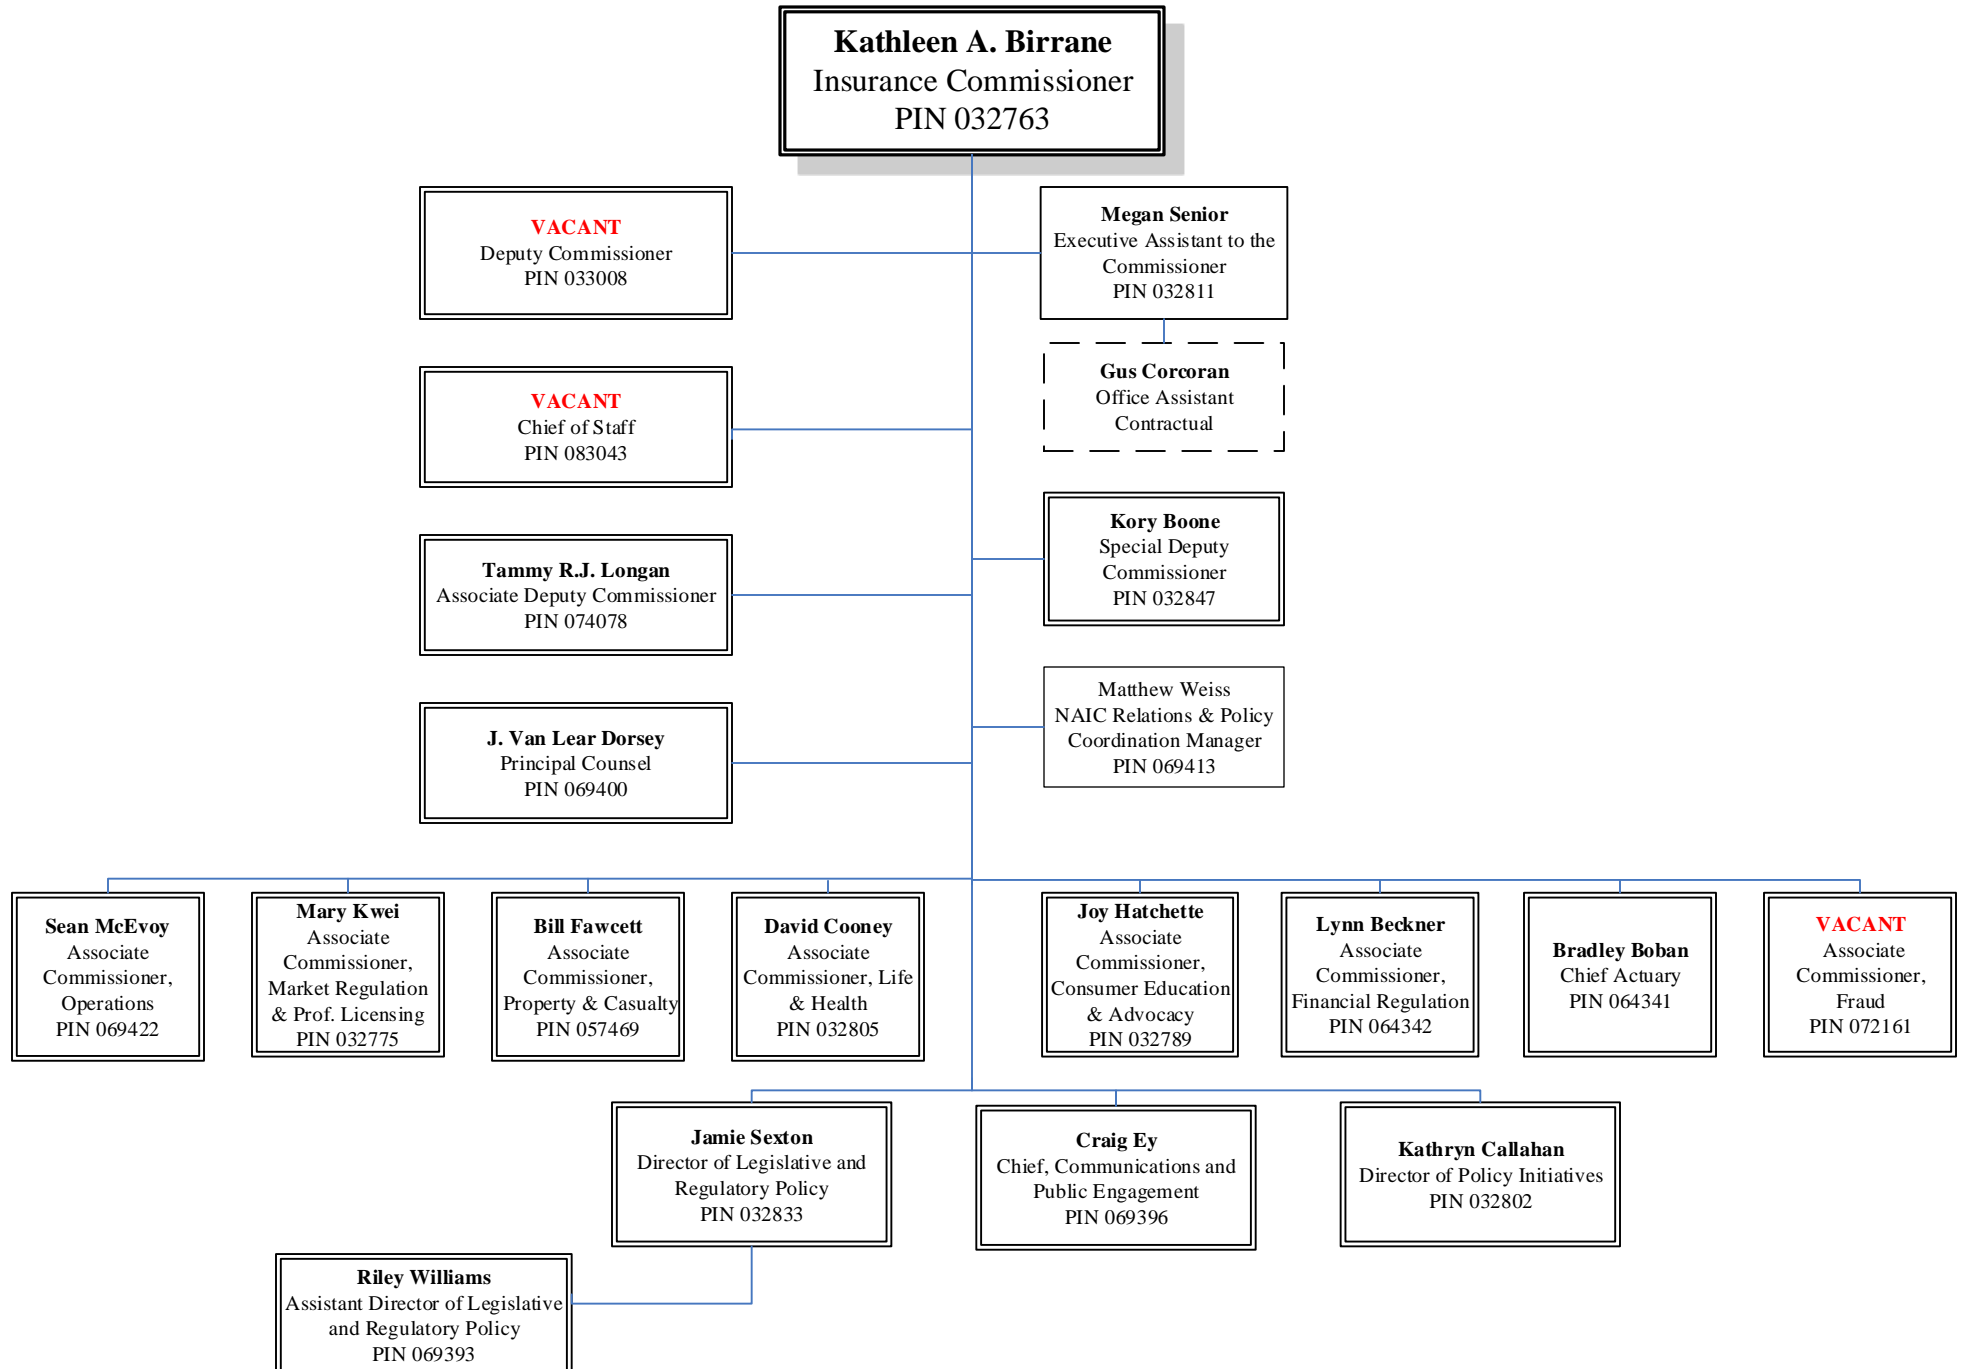 Kathleen A. Birrane
Insurance Commissioner
PIN 032763
VACANT
Deputy Commissioner
PIN 033008
Megan Senior
Executive Assistant to the
Commissioner
PIN 032811
Gus Corcoran
Office Assistant
Contractual
VACANT
Chief of Staff
PIN 083043
Kory Boone
Special Deputy
Commissioner
PIN 032847
Tammy R.J. Longan
Associate Deputy Commissioner
PIN 074078
Matthew Weiss
NAIC Relations & Policy
Coordination Manager
PIN 069413
J. Van Lear Dorsey
Principal Counsel
PIN 069400
Sean McEvoy
Associate
Commissioner,
Operations
PIN 069422
Mary Kwei
Associate
Commissioner,
Market Regulation
& Prof. Licensing
PIN 032775
Bill Fawcett
Associate
Commissioner,
Property & Casualty
PIN 057469
David Cooney
Associate
Commissioner, Life
& Health
PIN 032805
Joy Hatchette
Associate
Commissioner,
Consumer Education
& Advocacy
PIN 032789
Lynn Beckner
Associate
Commissioner,
Financial Regulation
PIN 064342
Bradley Boban
Chief Actuary
PIN 064341
VACANT
Associate
Commissioner,
Fraud
PIN 072161
Jamie Sexton
Director of Legislative and
Regulatory Policy
PIN 032833
Craig Ey
Chief, Communications and
Public Engagement
PIN 069396
Kathryn Callahan
Director of Policy Initiatives
PIN 032802
Riley Williams
Assistant Director of Legislative
and Regulatory Policy
PIN 069393